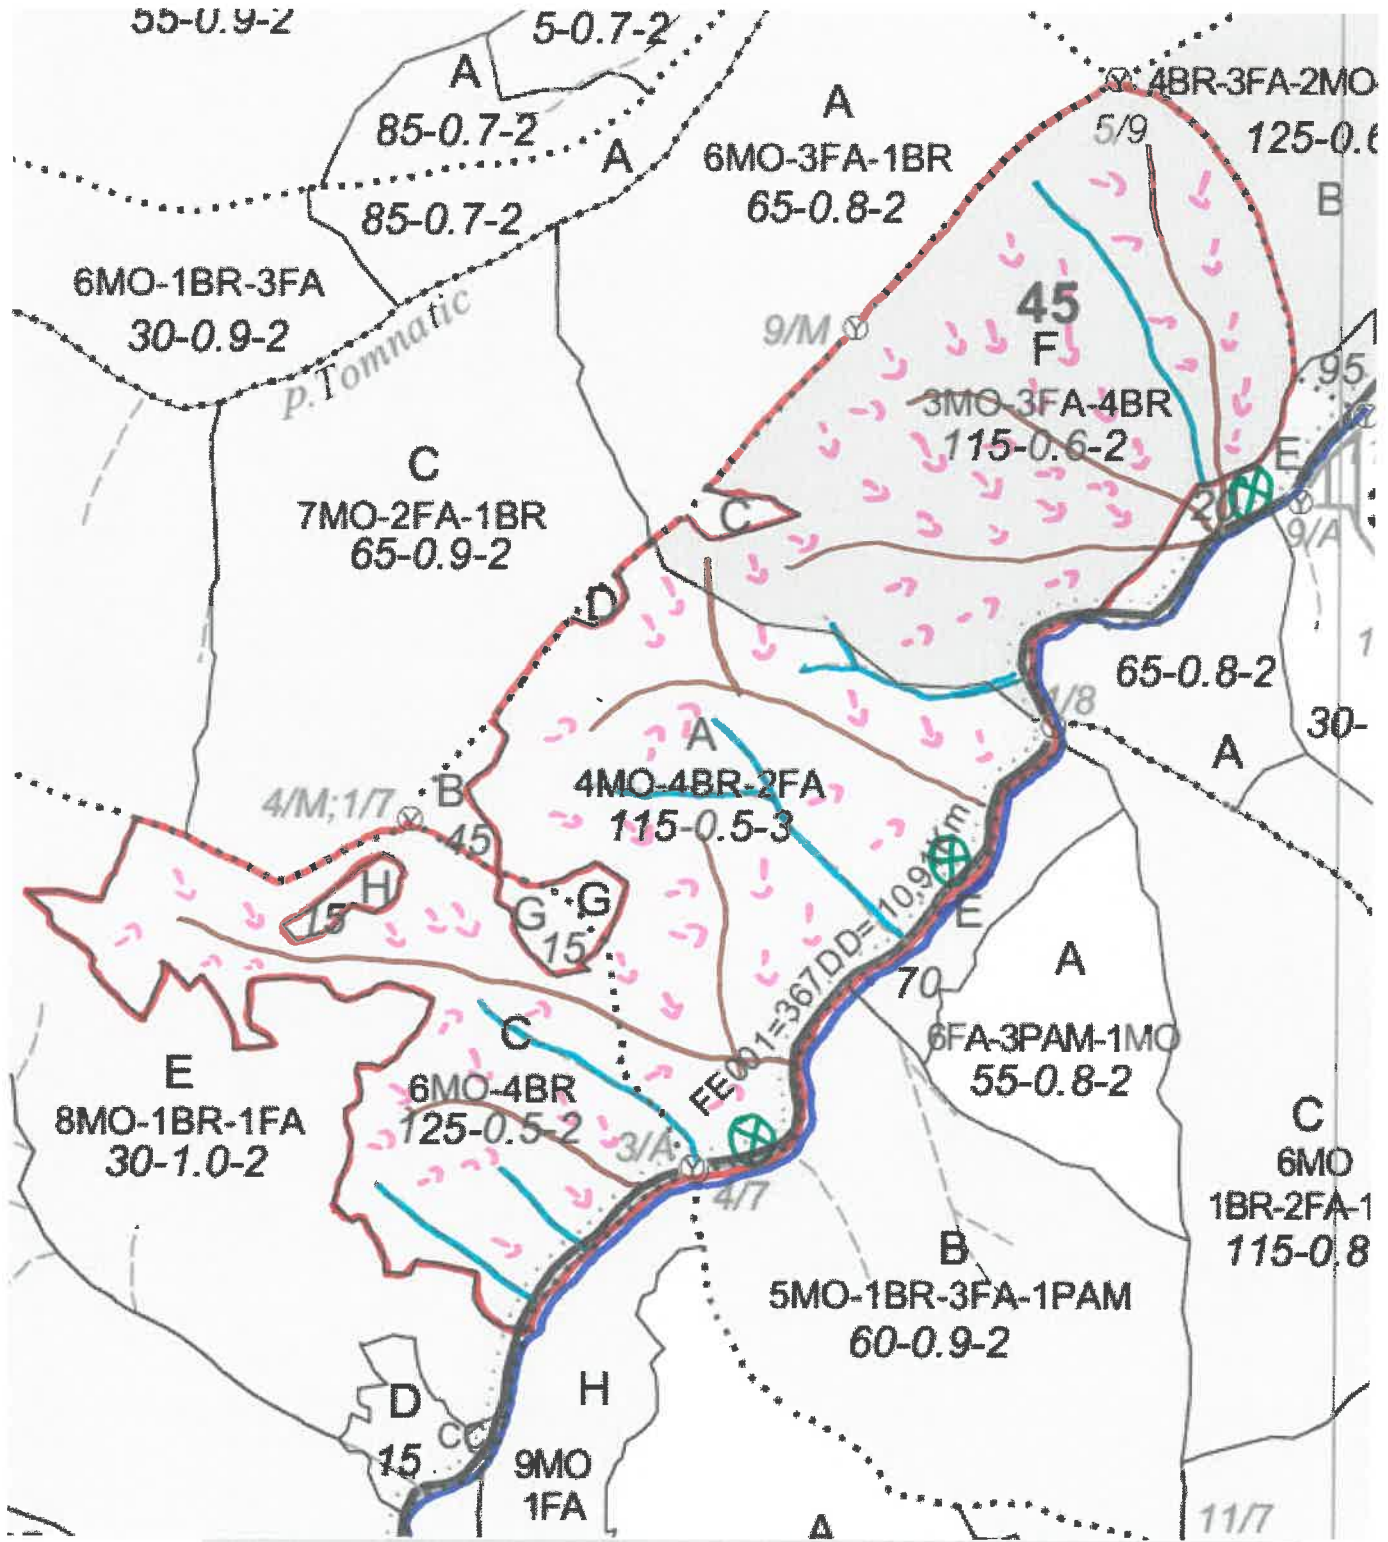 55-0.9-2
5-0.7-2
A
85-0.7-2
A
85-0.7-2
A
6MO-3FA-1BR
65-0.8-2
4BR-3FA-2MO-
125-0.6
5/9
B
6MO-1BR-3FA
30-0.9-2
p.Tomnatic
9/M
45
F
3MO-3FA-4BR
115-0.6-2
95
E
20
9/A
C
7MO-2FA-1BR
65-0.9-2
C
D
65-0.8-2
1
1/8
30-
A
A
4MO-4BR-2FA
115-0.5-3
4/M;1/7
B
45
H
15
G
G
15
E
70
FE001=367DD= 10,91Km
A
6FA-3PAM-1MO
55-0.8-2
C
6MO-4BR
125-0.5-2
3/A
4/7
E
8MO-1BR-1FA
30-1.0-2
C
6MO
1BR-2FA-1
115-0.8
B
5MO-1BR-3FA-1PAM
60-0.9-2
D
15
CC
H
9MO
1FA
A
11/7